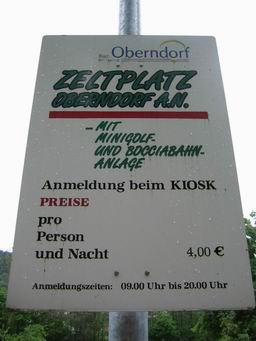 Oberndorf
ZELTPLATZ
OBERNDORF A.N.
– MIT
MINIGOLF-
UND BOCCIABAHN-
ANLAGE
Anmeldung beim KIOSK
PREISE
pro
Person
und Nacht 4,00 €
Anmeldungszeiten: 09.00 Uhr bis 20.00 Uhr